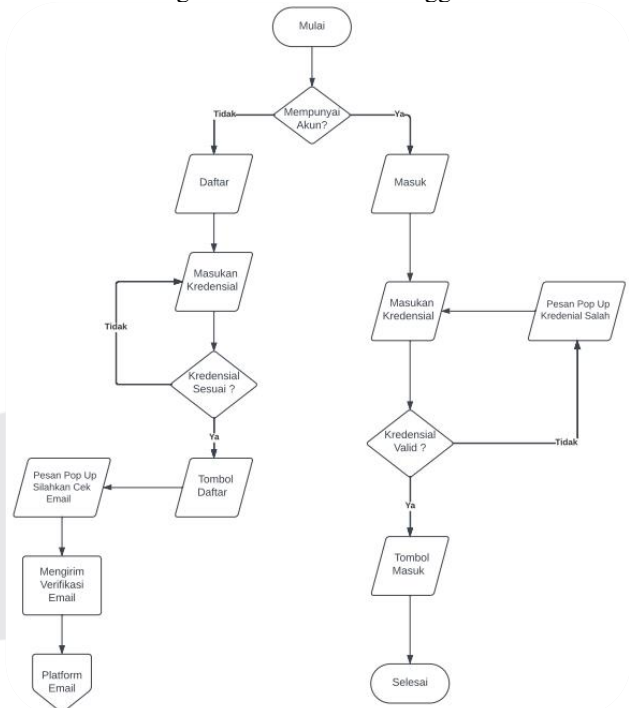 Mulai
Mempunyai
Akun?
Tidak
Ya
Daftar
Masuk
Masukan
Kredensial
Masukan
Kredensial
Pesan Pop Up
Kredenial Salah
Tidak
Kredensial
Sesuai ?
Kredensial
Valid ?
Tidak
Ya
Pesan Pop Up
Silahkan Cek
Email
Tombol
Daftar
Ya
Mengirim
Verifikasi
Email
Tombol
Masuk
Platform
Email
Selesai